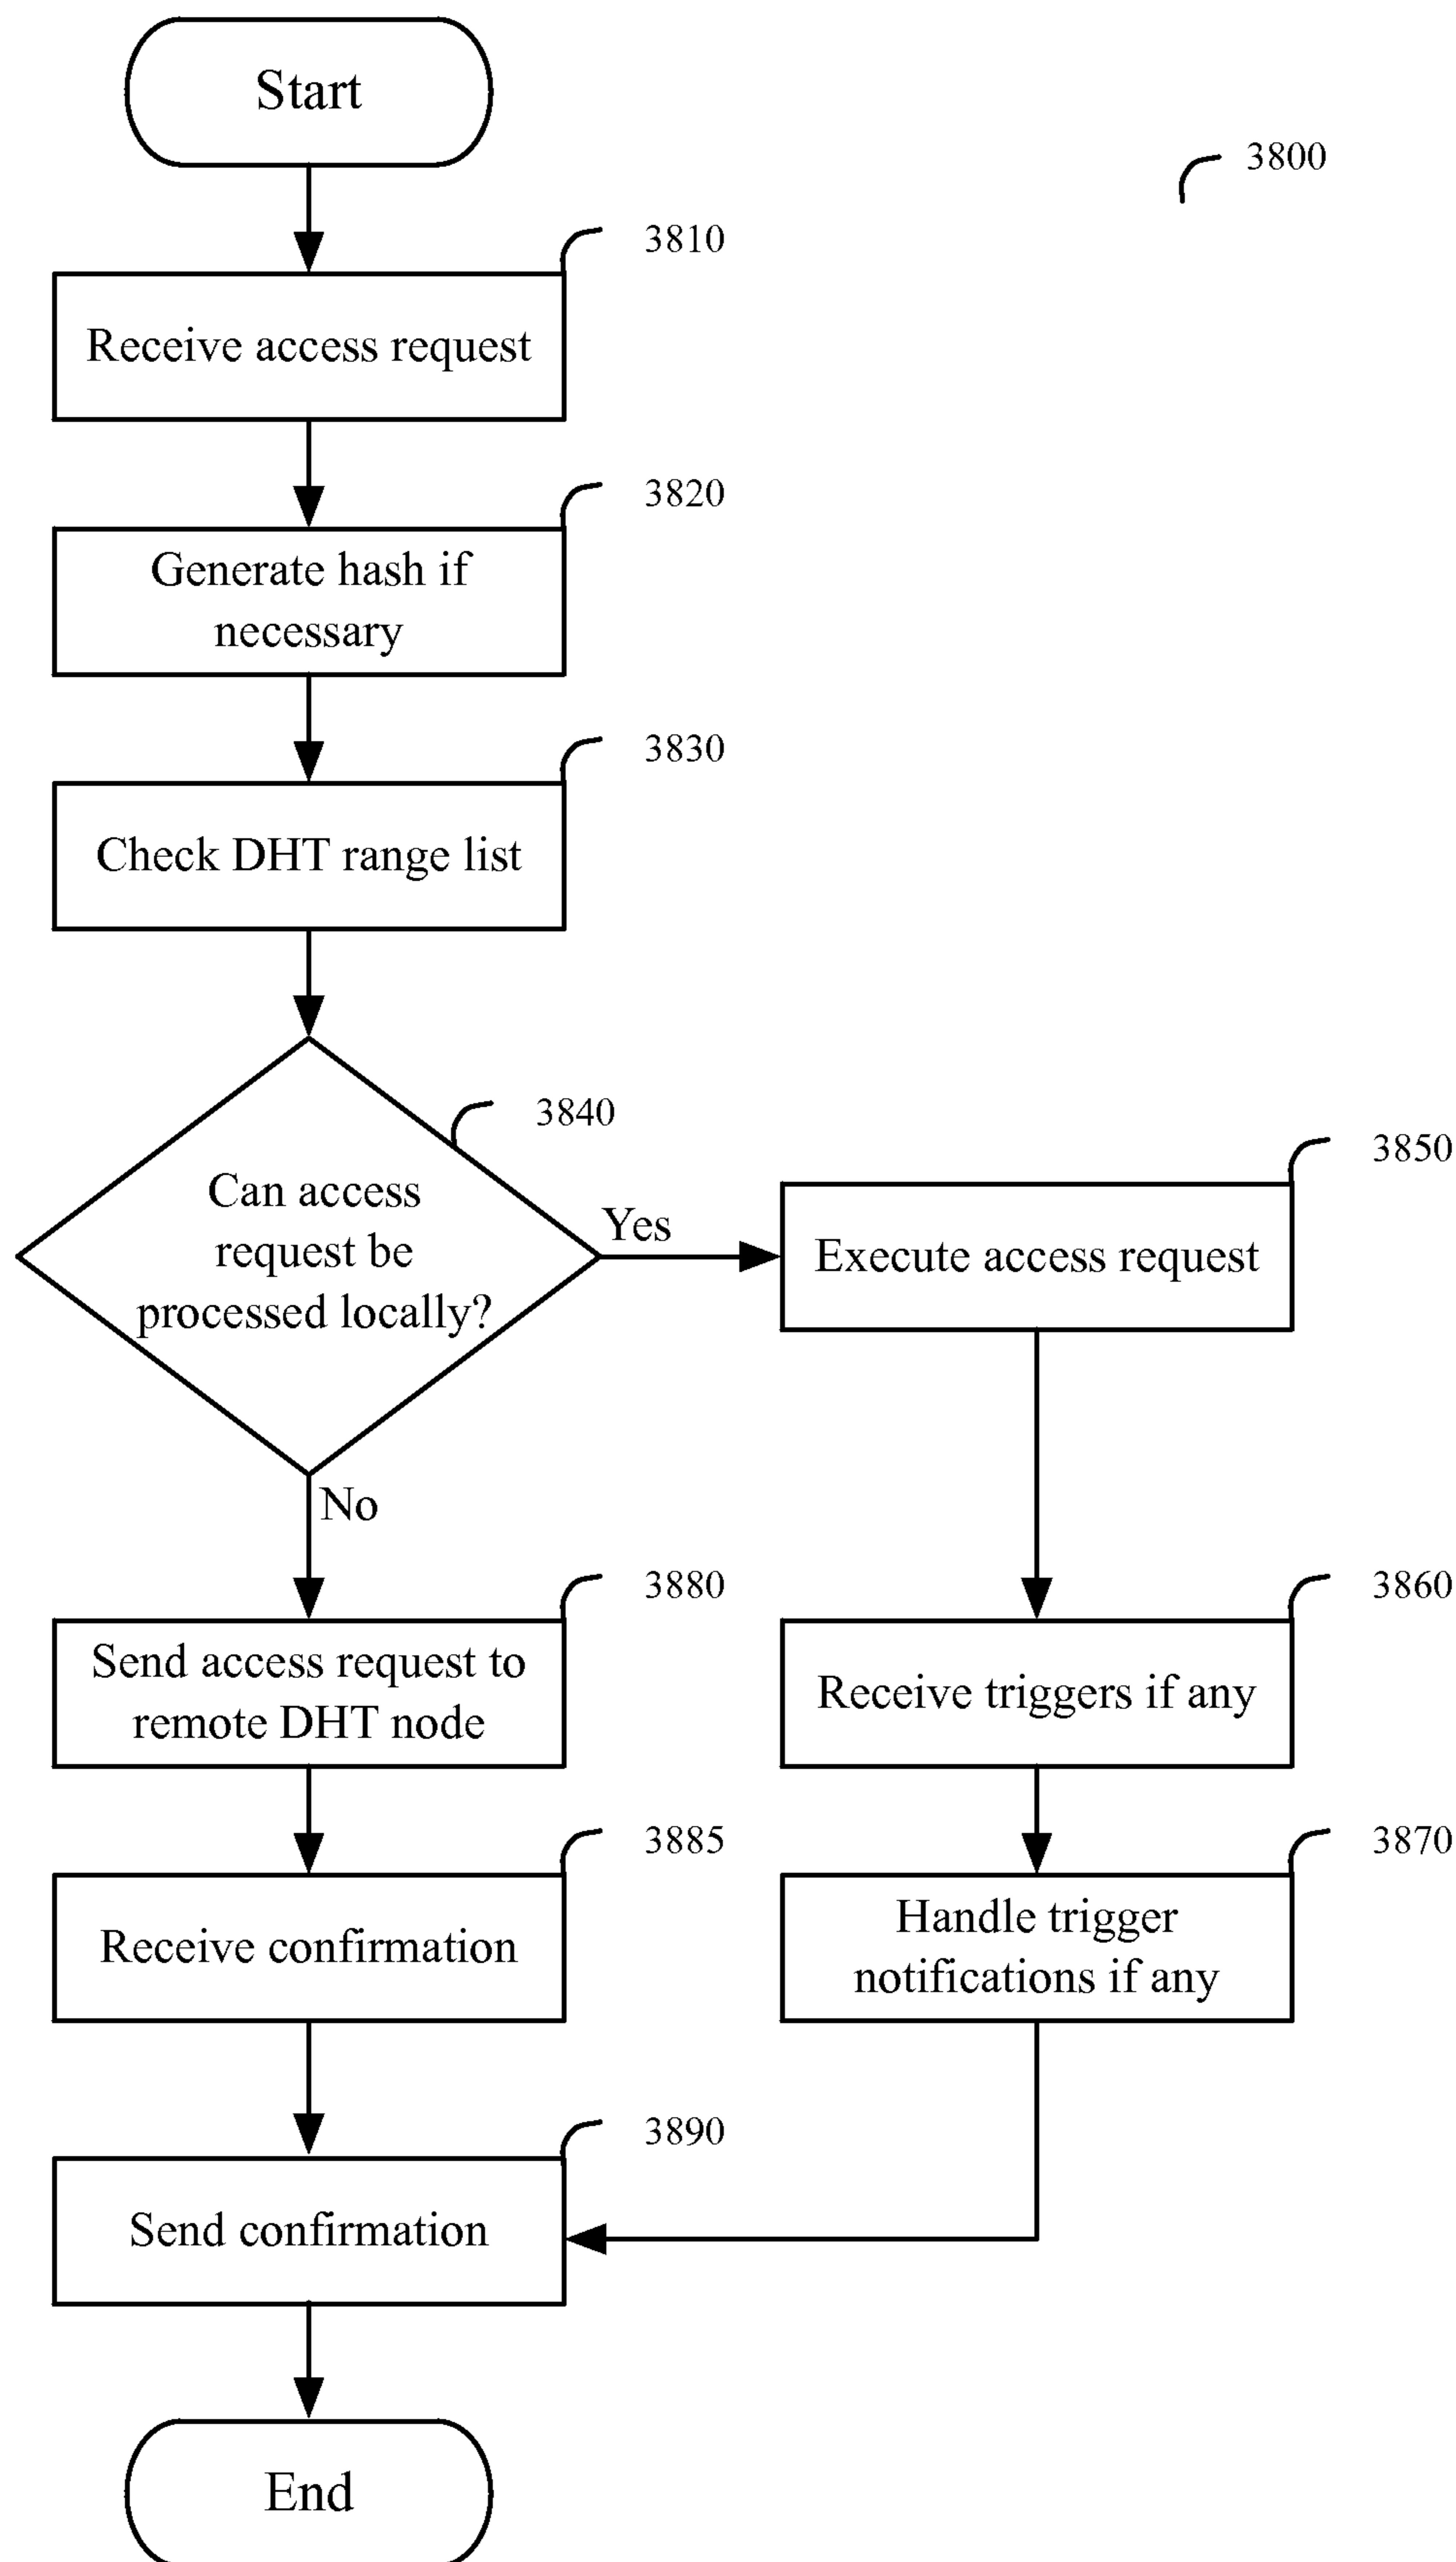 Start
3800
3810
Receive access request
3820
Generate hash if
necessary
3830
Check DHT range list
3840
Can access
request be
processed locally?
Yes
3850
Execute access request
No
3880
Send access request to
remote DHT node
3860
Receive triggers if any
3885
Receive confirmation
3870
Handle trigger
notifications if any
3890
Send confirmation
End